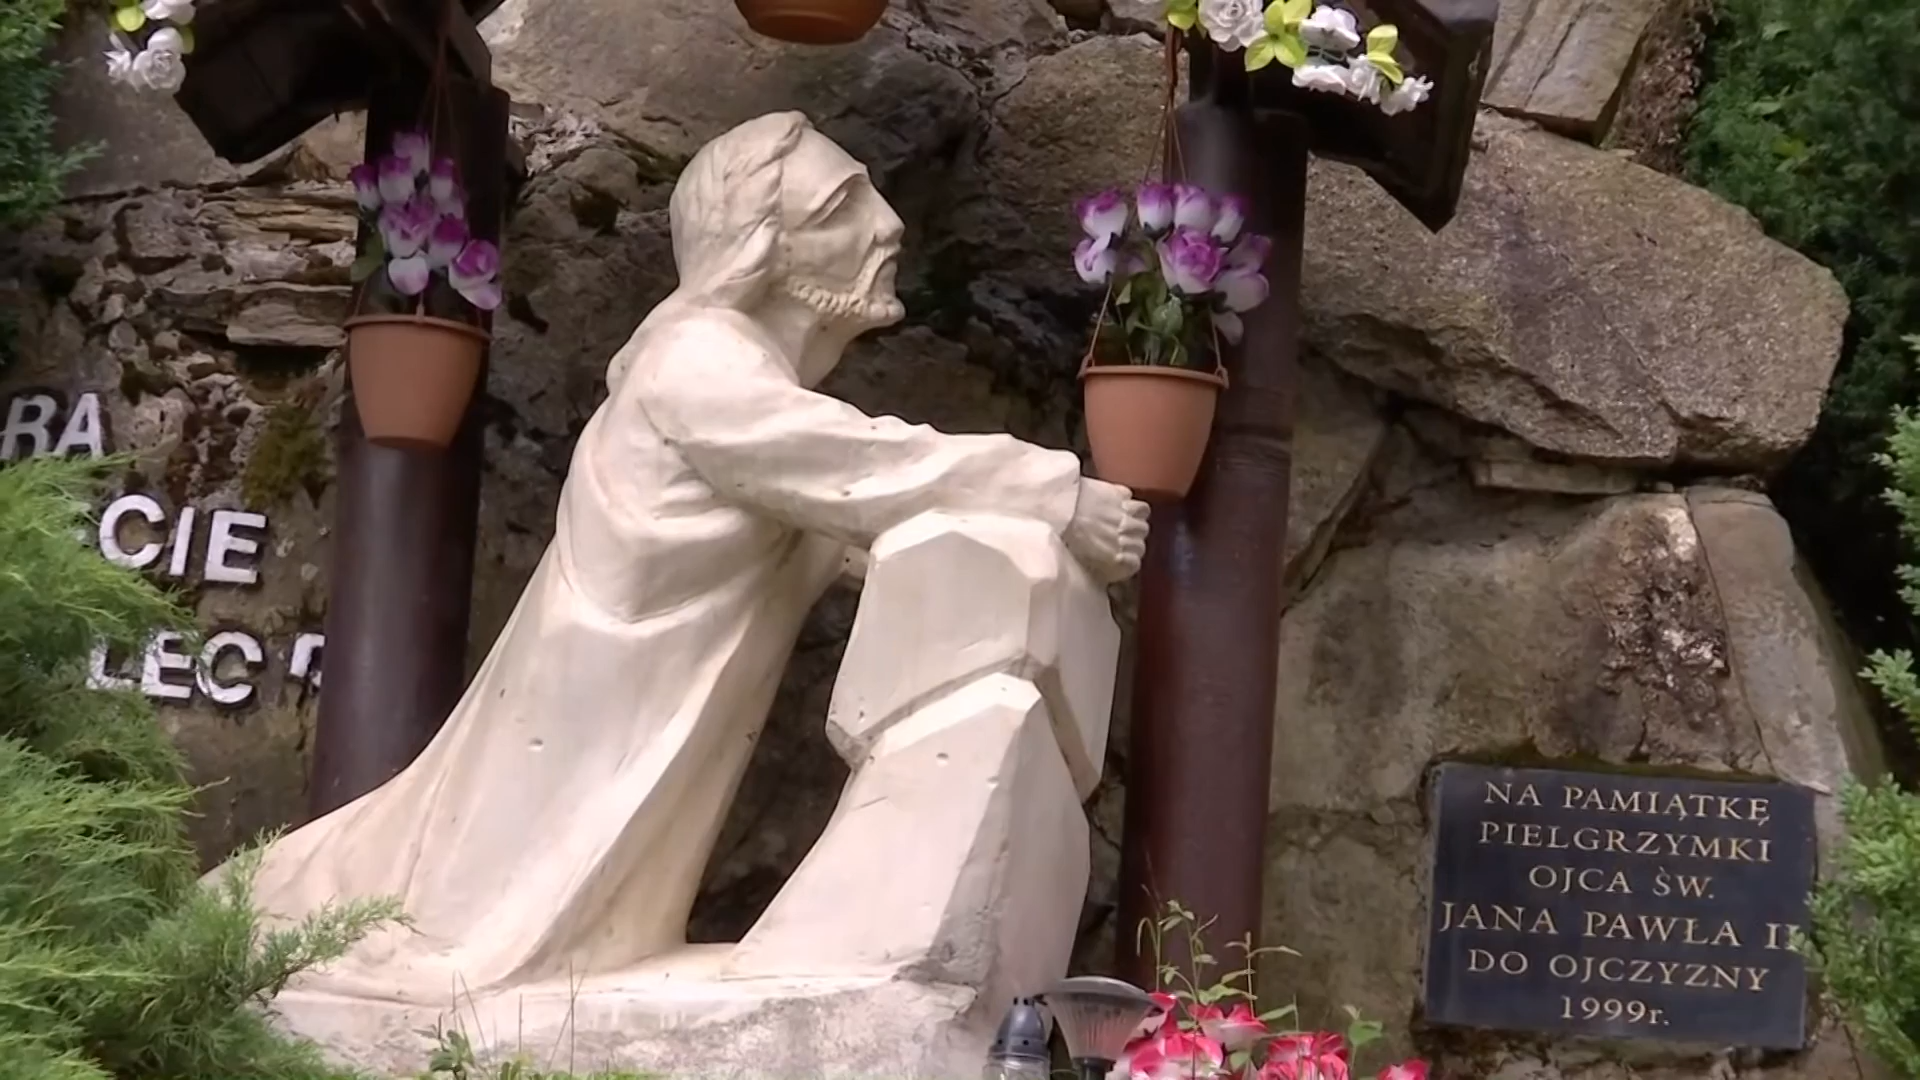 RA
CIE
LEC
NA PAMIĄTKĘ
PIELGRZYMKI
OJCA ŚW.
JANA PAWŁA II
DO OJCZYZNY
1999r.